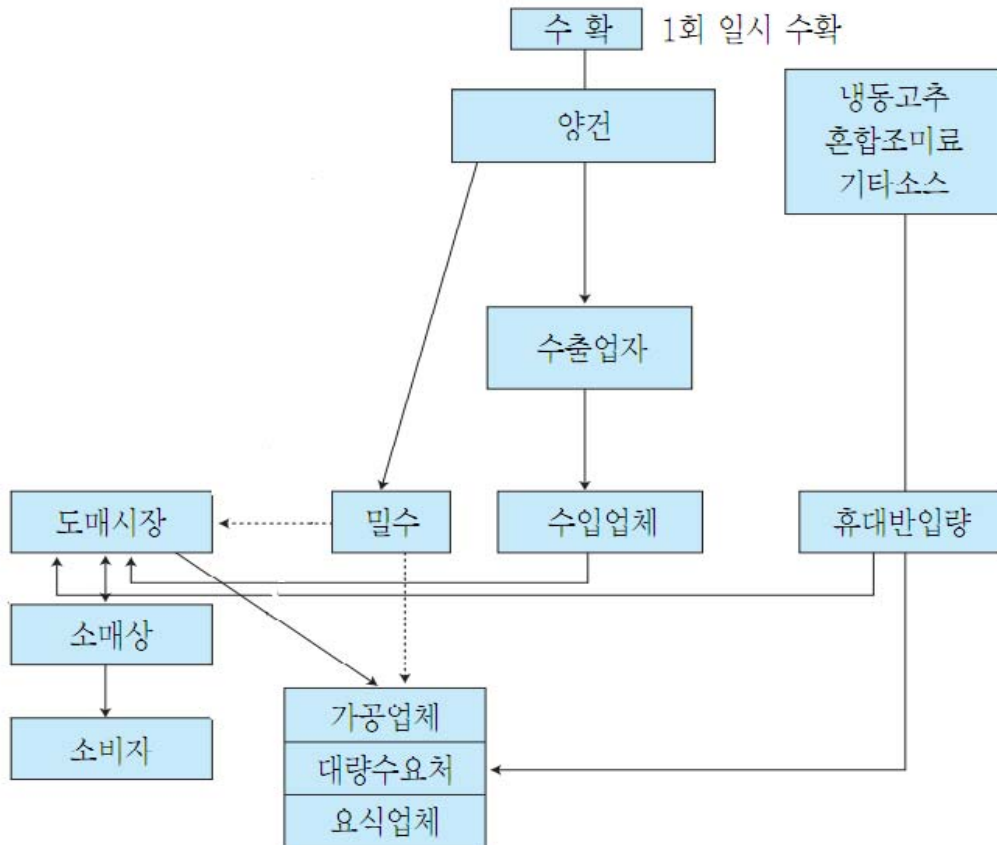 수 확 1회 일시 수확
냉동고추
혼합조미료
기타소스
양건
수출업자
도매시장
밀수
수입업체
휴대반입량
소매상
가공업체
소비자
대량수요처
요식업체